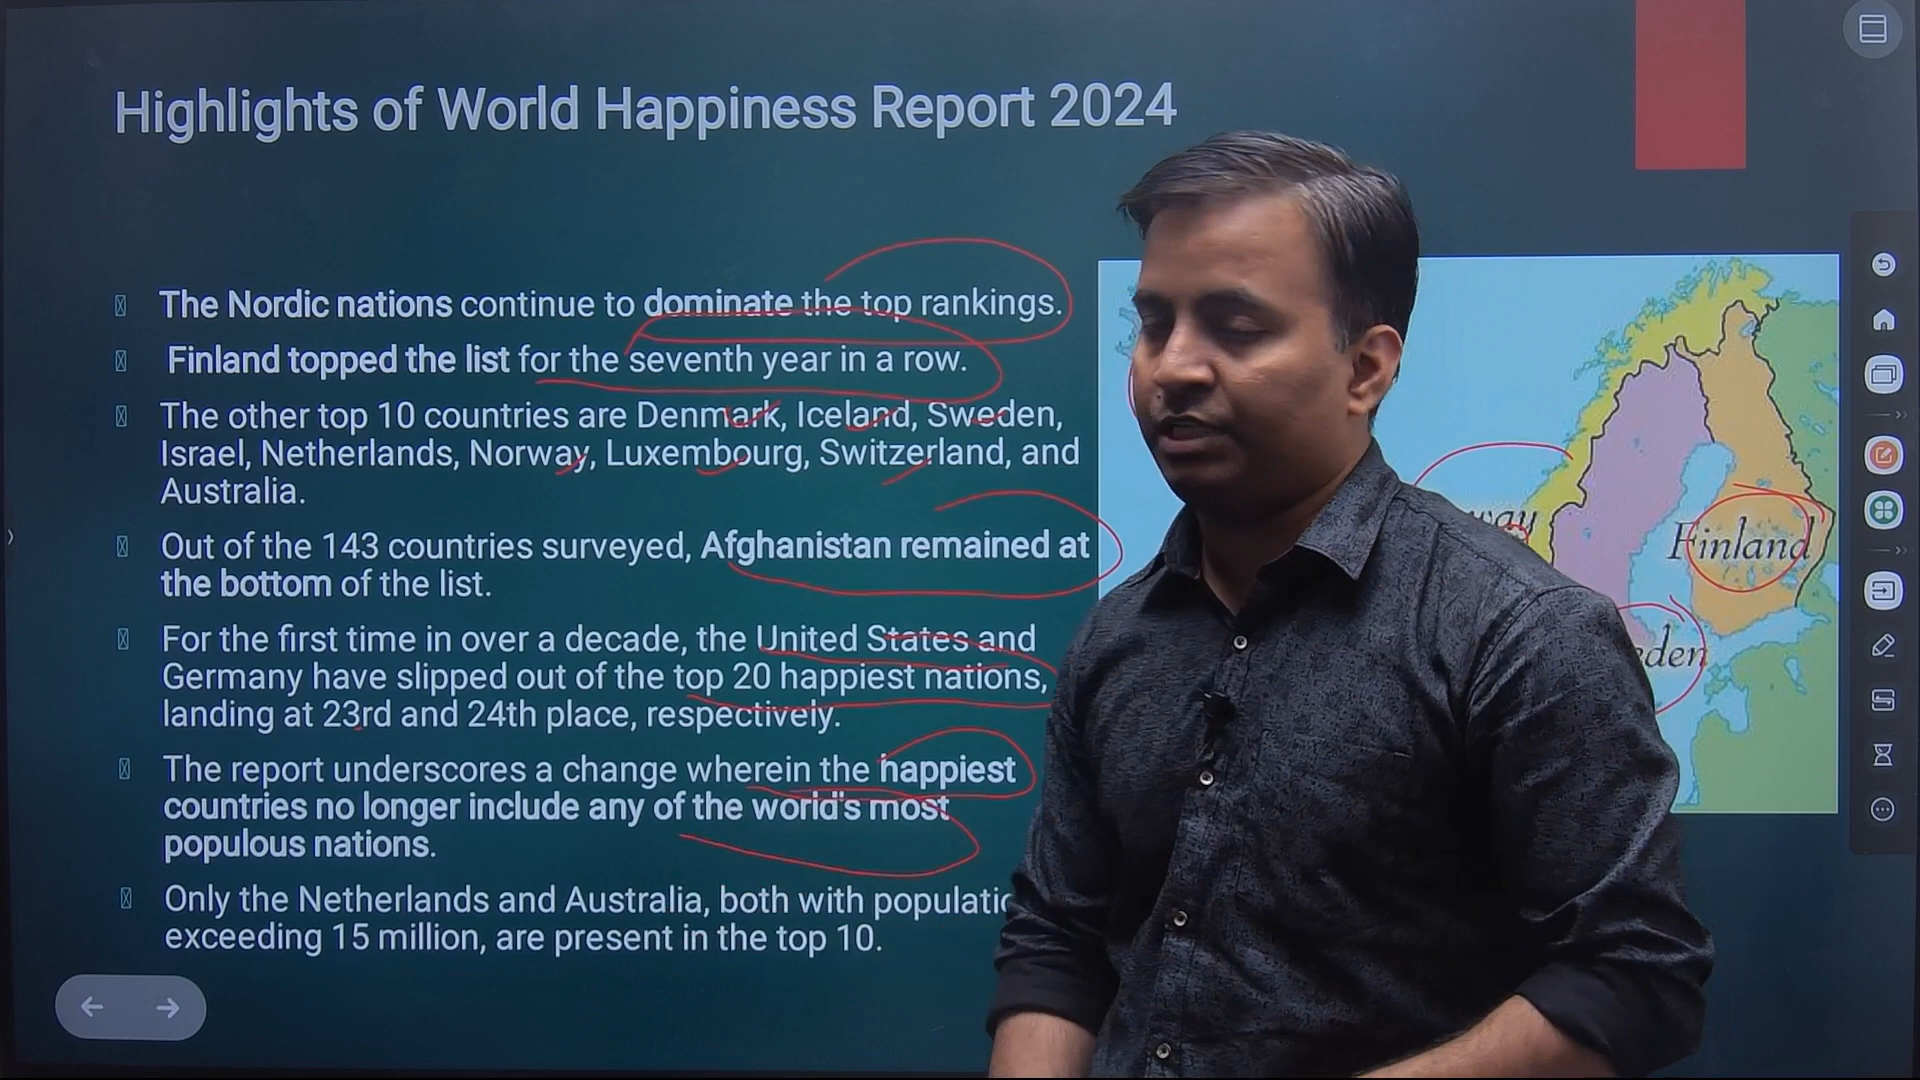 Highlights of World Happiness Report 2024
The Nordic nations continue to dominate the top rankings.
Finland topped the list for the seventh year in a row.
The other top 10 countries are Denmark, Iceland, Sweden,
Israel, Netherlands, Norway, Luxembourg, Switzerland, and
Australia.
Out of the 143 countries surveyed, Afghanistan remained at
the bottom of the list.
For the first time in over a decade, the United States and
Germany have slipped out of the top 20 happiest nations,
landing at 23rd and 24th place, respectively.
The report underscores a change wherein the happiest
countries no longer include any of the world's most
populous nations.
Only the Netherlands and Australia, both with
exceeding 15 million, are present in the top 10.
Finland